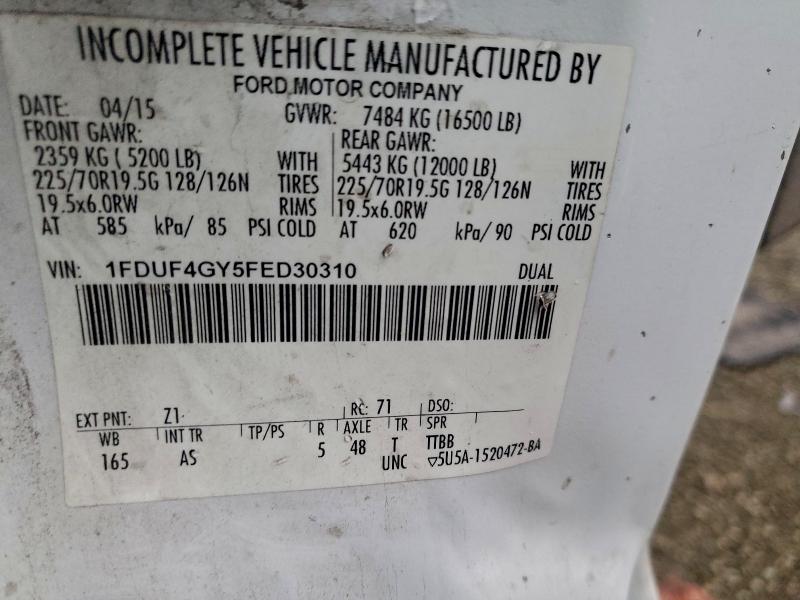 INCOMPLETE VEHICLE MANUFACTURED BY
FORD MOTOR COMPANY
DATE: 04/15 GVWR: 7484 KG (16500 LB)
FRONT GAWR: REAR GAWR:
2359 KG ( 5200 LB) WITH 5443 KG (12000 LB) WITH
225/70R19.5G 128/126N TIRES 225/70R19.5G 128/126N TIRES
19.5x6.0RW RIMS 19.5x6.0RW RIMS
AT 585 kPa/ 85 PSI COLD AT 620 kPa/ 90 PSI COLD
VIN: 1FDUF4GY5FED30310 DUAL
EXT PNT: Z1 RC: 71 DSO:
WB INT TR TP/PS R AXLE TR SPR
165 AS 5 48 T TTBB
UNC ▽5U5A-1520472-BA